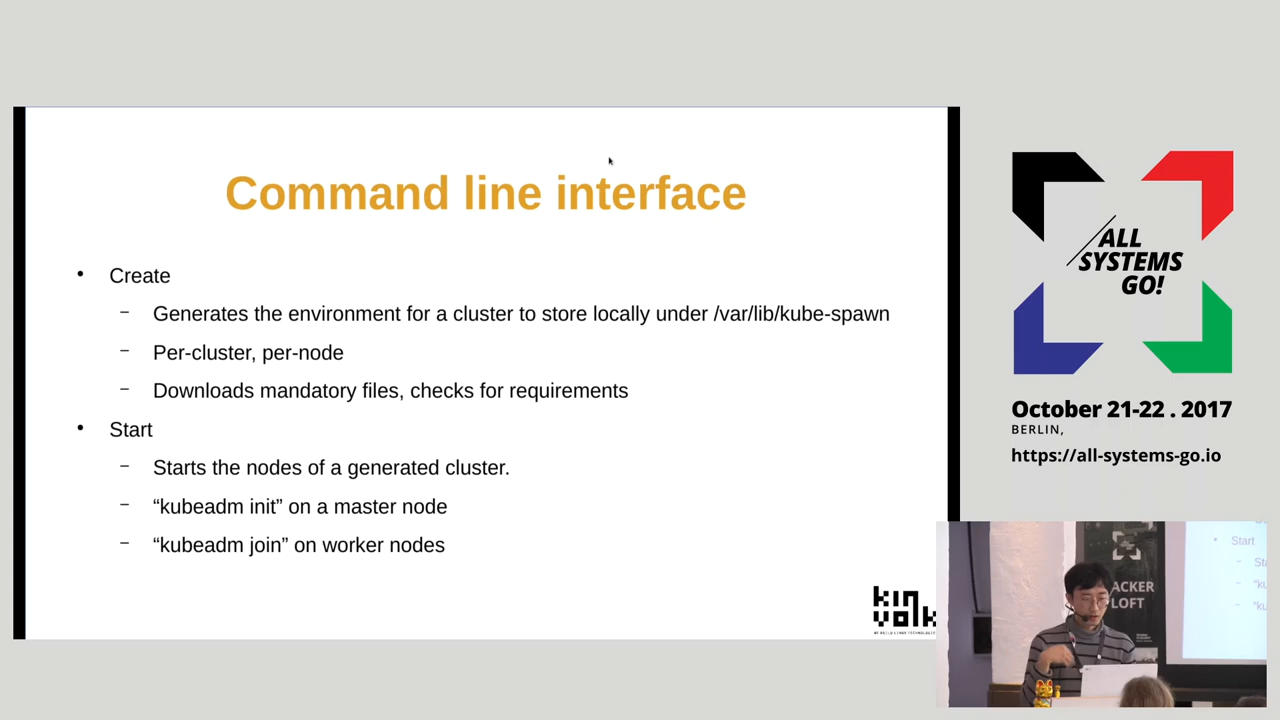 Command line interface
• Create
– Generates the environment for a cluster to store locally under /var/lib/kube-spawn
– Per-cluster, per-node
– Downloads mandatory files, checks for requirements
• Start
– Starts the nodes of a generated cluster.
– “kubeadm init” on a master node
– “kubeadm join” on worker nodes
kin
volk
ALL
SYSTEMS
GO!
October 21-22 . 2017
BERLIN,
https://all-systems-go.io
ACKER
LOFT
• Start